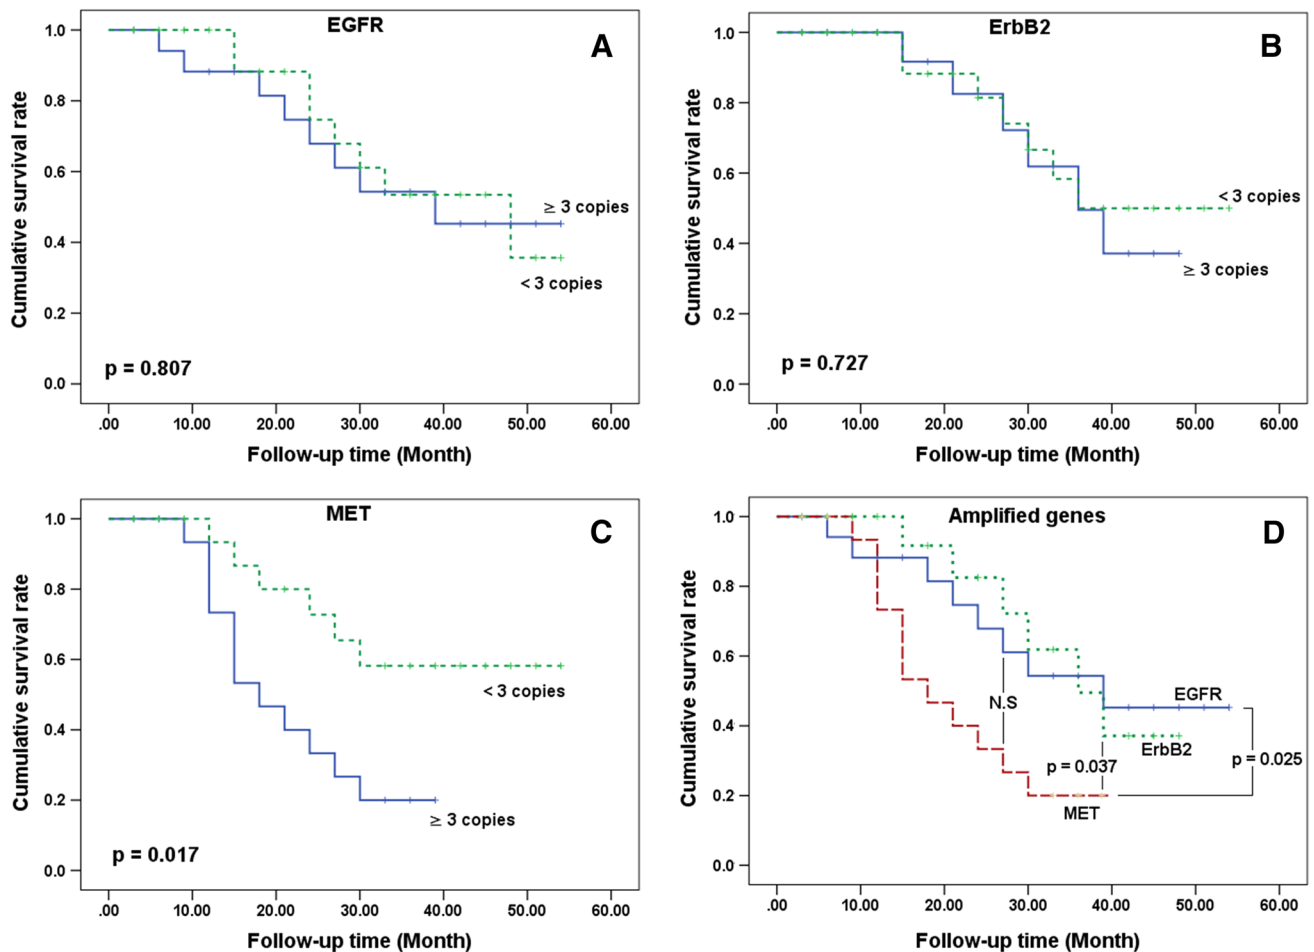 EGFR
A
Cumulative survival rate
1.0
0.8
0.6
0.4
0.2
0.0
≥ 3 copies
< 3 copies
p = 0.807
.00 10.00 20.00 30.00 40.00 50.00 60.00
Follow-up time (Month)
ErbB2
B
Cumulative survival rate
1.0
0.8
0.6
0.4
0.2
0.0
< 3 copies
≥ 3 copies
p = 0.727
.00 10.00 20.00 30.00 40.00 50.00 60.00
Follow-up time (Month)
MET
C
Cumulative survival rate
1.0
0.8
0.6
0.4
0.2
0.0
< 3 copies
≥ 3 copies
p = 0.017
.00 10.00 20.00 30.00 40.00 50.00 60.00
Follow-up time (Month)
Amplified genes
D
Cumulative survival rate
1.0
0.8
0.6
0.4
0.2
0.0
EGFR
N.S
ErbB2
p = 0.025
p = 0.037
MET
.00 10.00 20.00 30.00 40.00 50.00 60.00
Follow-up time (Month)